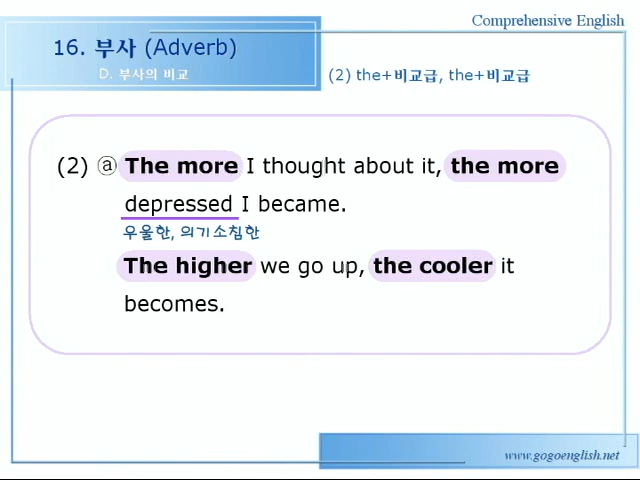 Comprehensive English
16. 부사 (Adverb)
D. 부사의 비교
(2) the+비교급, the+비교급
(2) ⓐ The more I thought about it, the more
depressed I became.
우울한, 의기소침한
The higher we go up, the cooler it
becomes.
www.gogoenglish.net